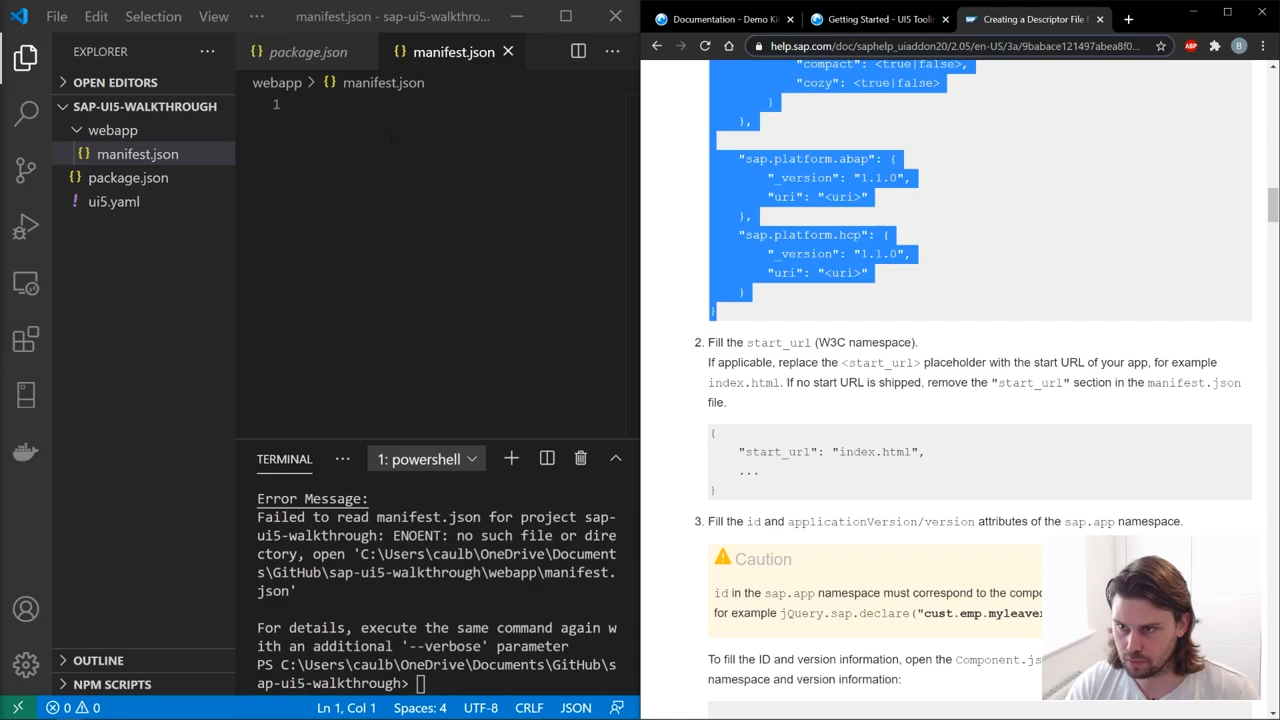 File Edit Selection View ··· manifest.json - sap-ui5-walkthro...
EXPLORER
OPEN EDITORS
SAP-UI5-WALKTHROUGH
webapp
{} manifest.json
{} package.json
! ui5.yaml
OUTLINE
NPM SCRIPTS
{} package.json {} manifest.json
webapp > {} manifest.json
1
TERMINAL ··· 1: powershell
Error Message:
Failed to read manifest.json for project sap-
ui5-walkthrough: ENOENT: no such file or dire
ctory, open 'C:\Users\caulb\OneDrive\Document
s\GitHub\sap-ui5-walkthrough\webapp\manifest.
json'
For details, execute the same command again w
ith an additional '--verbose' parameter
PS C:\Users\caulb\OneDrive\Documents\GitHub\s
ap-ui5-walkthrough>
0 0 Ln 1, Col 1 Spaces: 4 UTF-8 CRLF JSON
Documentation - Demo Ki Getting Started - UI5 Toolin Creating a Descriptor File f
help.sap.com/doc/saphelp_uiaddon20/2.05/en-US/3a/9babace121497abea8f0... ABP B
"compact": <true|false>,
"cozy": <true|false>
}
},
"sap.platform.abap": {
"_version": "1.1.0",
"uri": "<uri>"
},
"sap.platform.hcp": {
"_version": "1.1.0",
"uri": "<uri>"
}
}
2. Fill the start_url (W3C namespace).
If applicable, replace the <start_url> placeholder with the start URL of your app, for example
index.html. If no start URL is shipped, remove the "start_url" section in the manifest.json
file.
{
"start_url": "index.html",
...
}
3. Fill the id and applicationVersion/version attributes of the sap.app namespace.
Caution
id in the sap.app namespace must correspond to the compo
for example jQuery.sap.declare("cust.emp.myleaver
To fill the ID and version information, open the Component.js
namespace and version information: